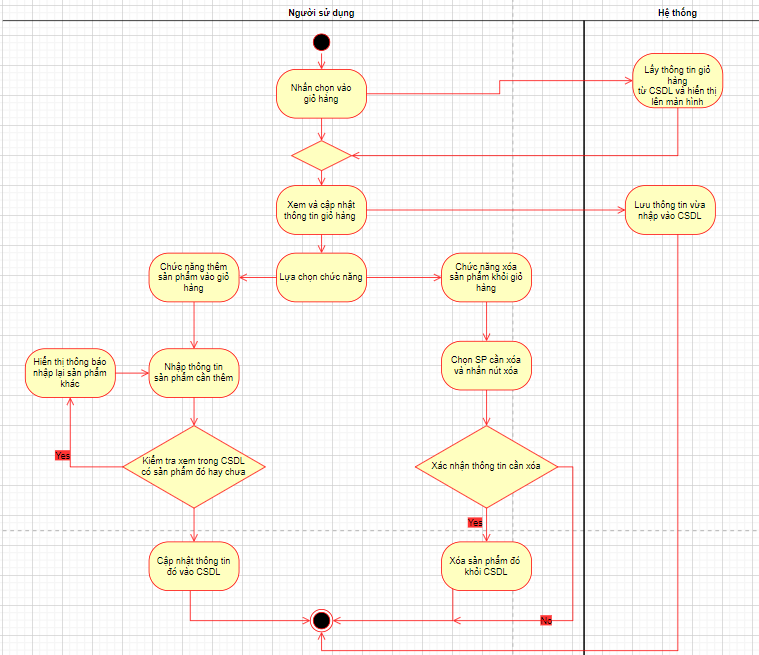 Người sử dụng
Hệ thống
Nhấn chọn vào
giỏ hàng
Lấy thông tin giỏ
hàng
từ CSDL và hiển thị
lên màn hình
Xem và cập nhật
thông tin giỏ hàng
Lưu thông tin vừa
nhập vào CSDL
Chức năng thêm
sản phẩm vào giỏ
hàng
Lựa chọn chức năng
Chức năng xóa
sản phẩm khỏi giỏ
hàng
Hiển thị thông báo
nhập lại sản phẩm
khác
Nhập thông tin
sản phẩm cần thêm
Chọn SP cần xóa
và nhấn nút xóa
Yes
Kiểm tra xem trong CSDL
có sản phẩm đó hay chưa
Xác nhận thông tin cần xóa
Yes
Cập nhật thông tin
đó vào CSDL
Xóa sản phẩm đó
khỏi CSDL
No